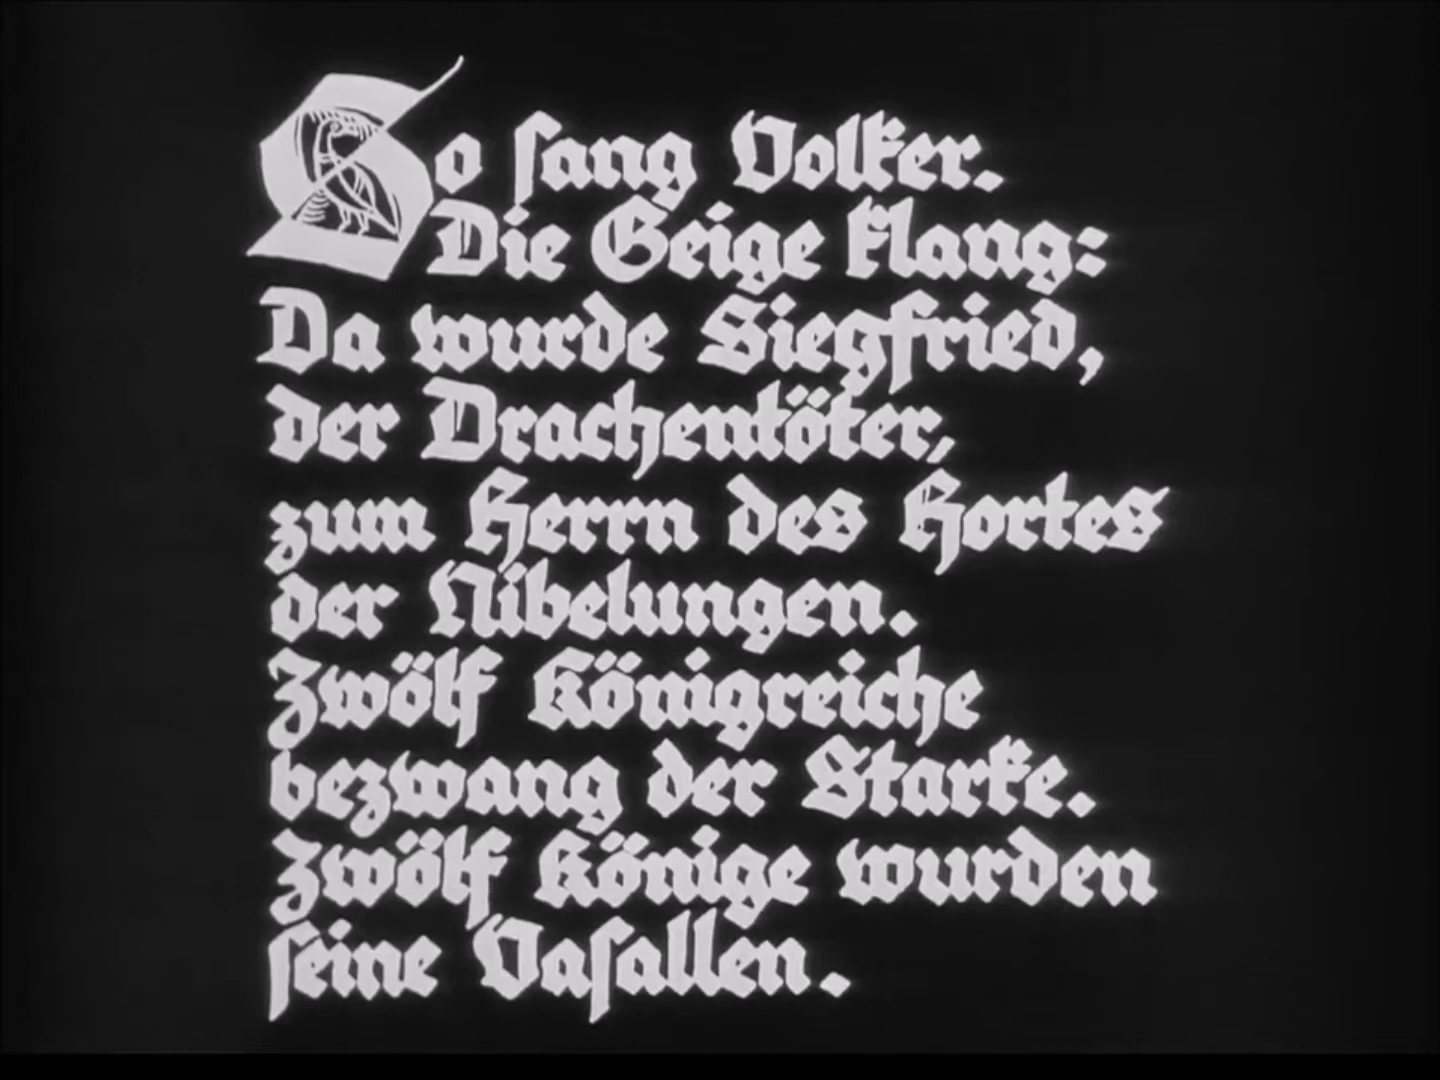 So sang Volker.
Die Geige klang:
Da wurde Siegfried,
der Drachentöter,
zum Herrn des Hortes
der Nibelungen.
Zwölf Königreiche
bezwang der Starke.
Zwölf Könige wurden
seine Vasallen.